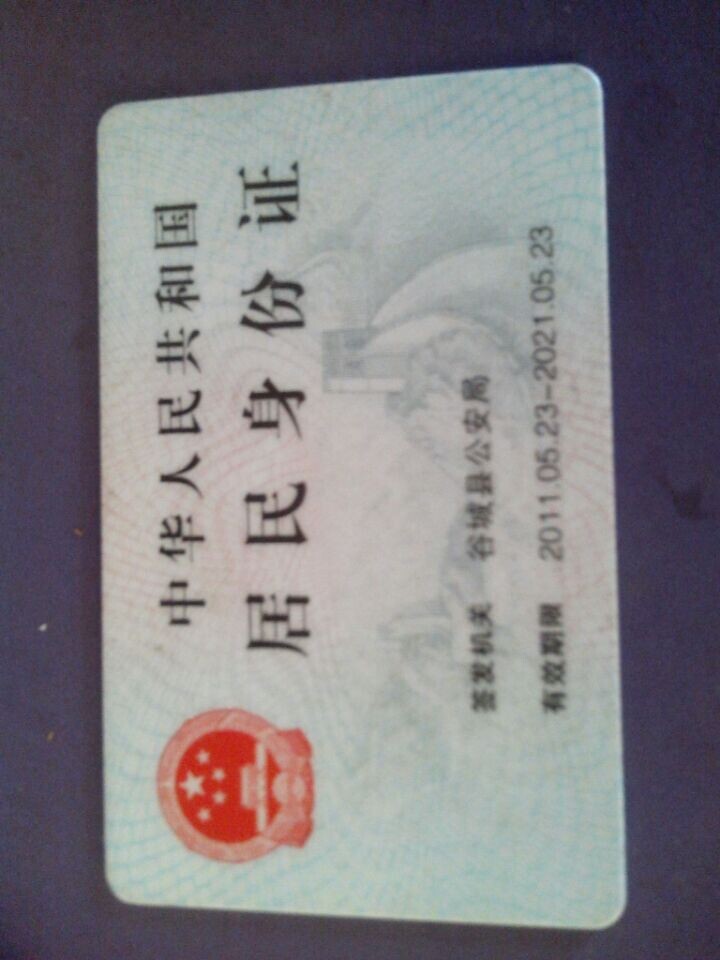 中华人民共和国
居民身份证
签发机关 谷城县公安局
有效期限 2011.05.23-2021.05.23